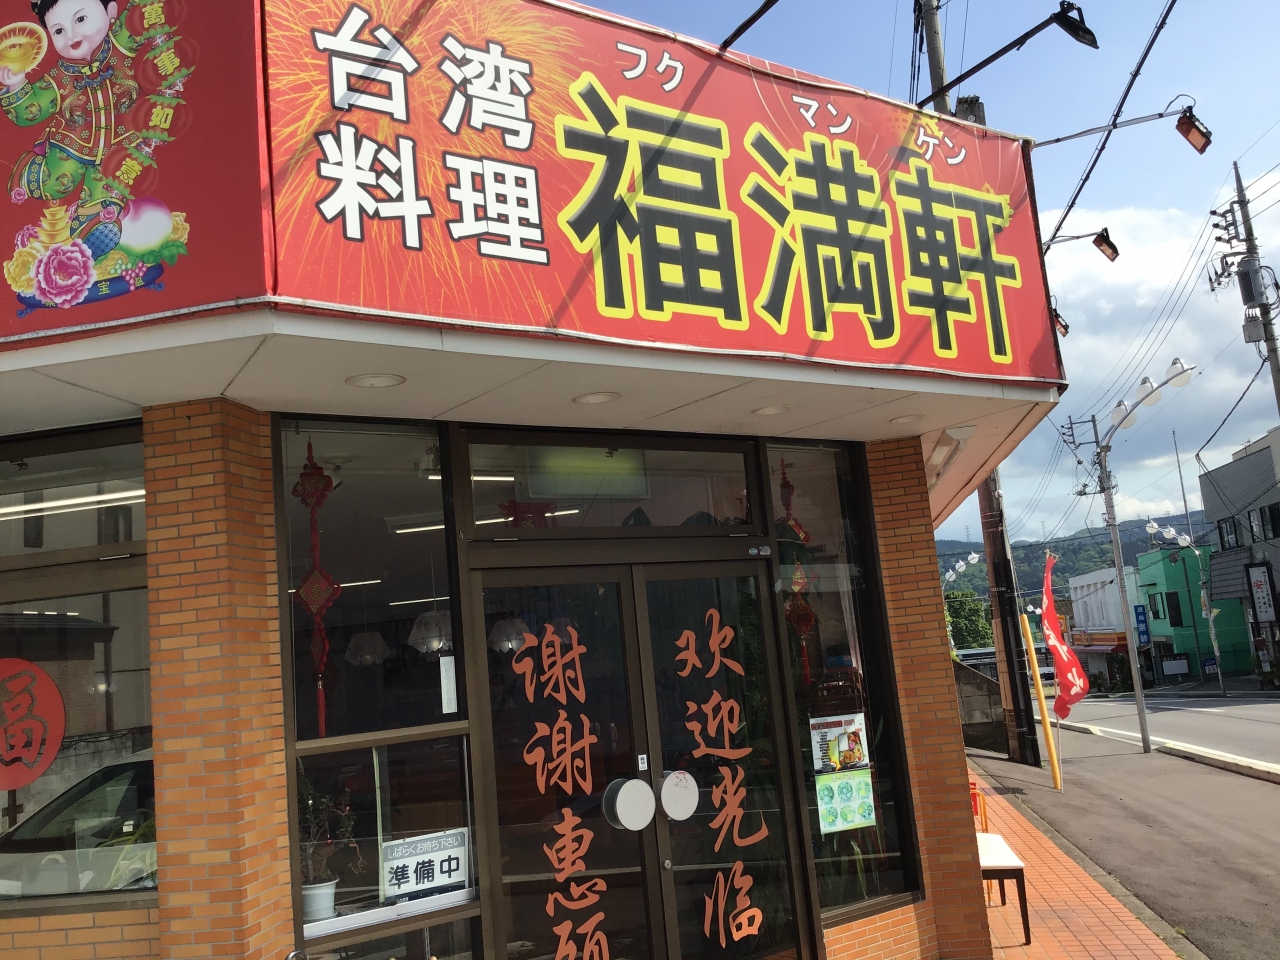 萬事如意
台湾
料理
フク マン ケン
福満軒
福
谢谢惠顾
欢迎光临
しばらくお待ち下さい
準備中